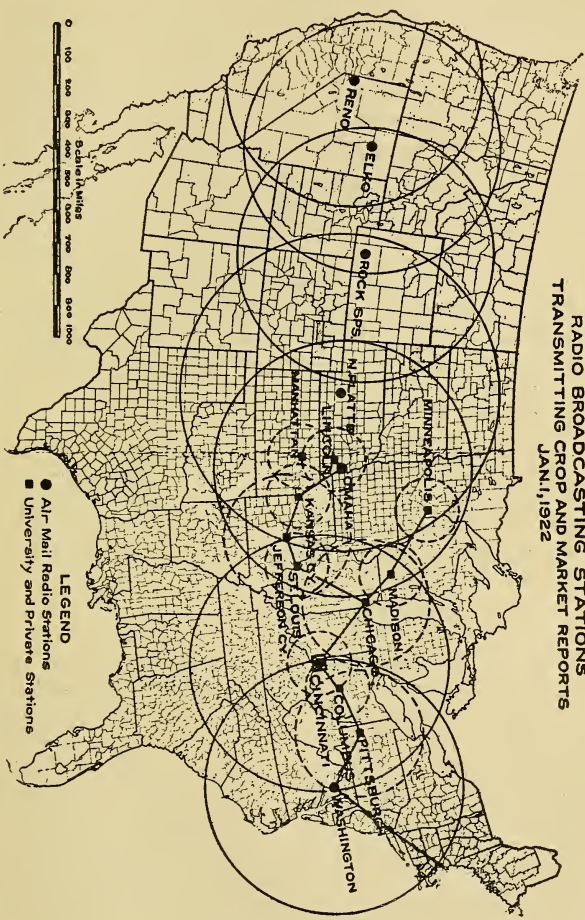 RADIO BROADCASTING STATIONS
TRANSMITTING CROP AND MARKET REPORTS
JAN. 1, 1922
RENO
ELKO
ROCK SPS.
N. PLATTE
LINCOLN
OMAHA
MANHATTAN
MINNEAPOLIS
KANSAS CY.
JEFFERSON CY.
ST. LOUIS
MADISON
CHICAGO
CINCINNATI
COLUMBUS
PITTSBURGH
WASHINGTON
Scale in Miles
0 100 200 300 400 500 600 700 800 900 1000
LEGEND
Air Mail Radio Stations
University and Private Stations